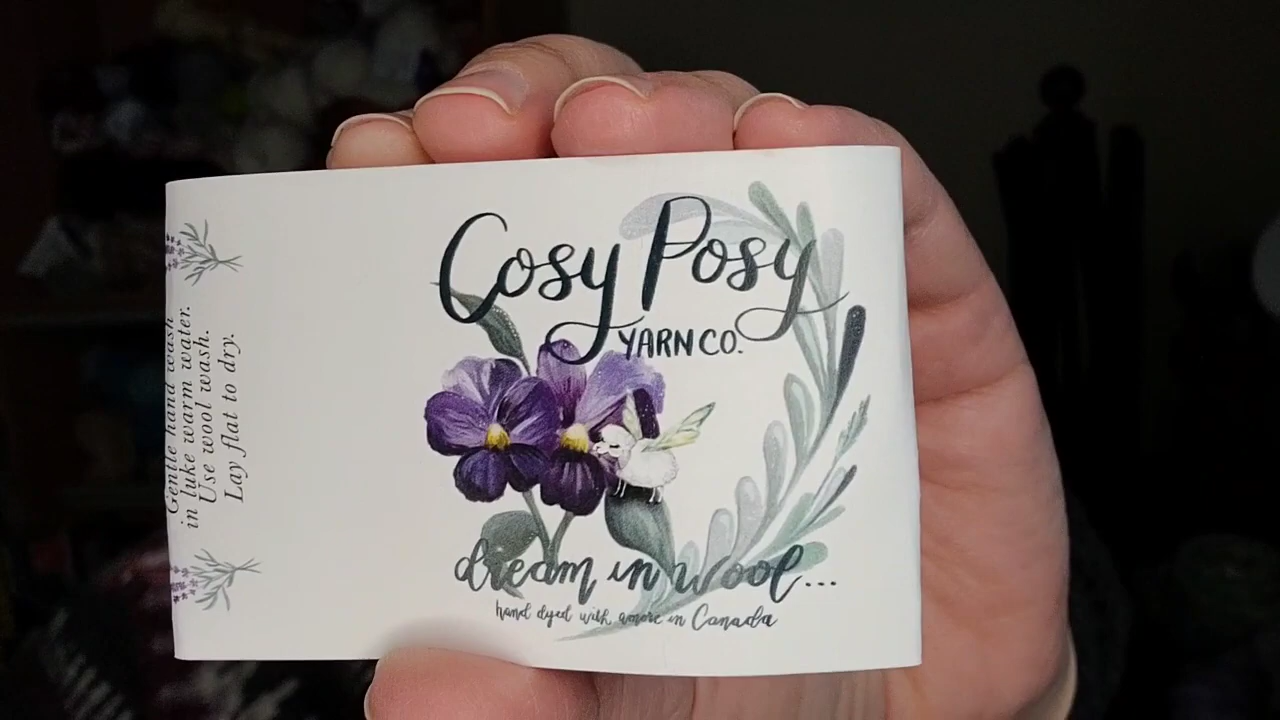 Cosy Posy
YARN CO.
dream in wool...
hand dyed with amore in Canada
Gentle hand wash
in luke warm water.
Use wool wash.
Lay flat to dry.